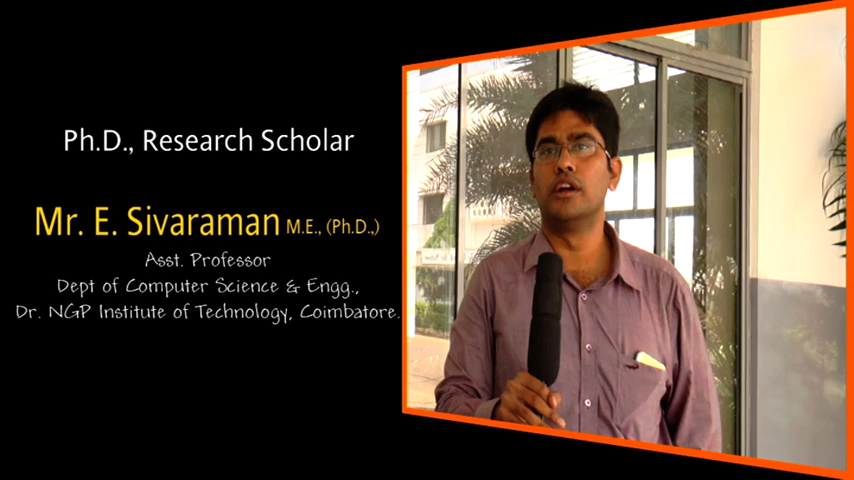 Ph.D., Research Scholar
Mr. E. Sivaraman M.E., (Ph.D.,)
Asst. Professor
Dept of Computer Science & Engg.,
Dr. NGP Institute of Technology, Coimbatore.